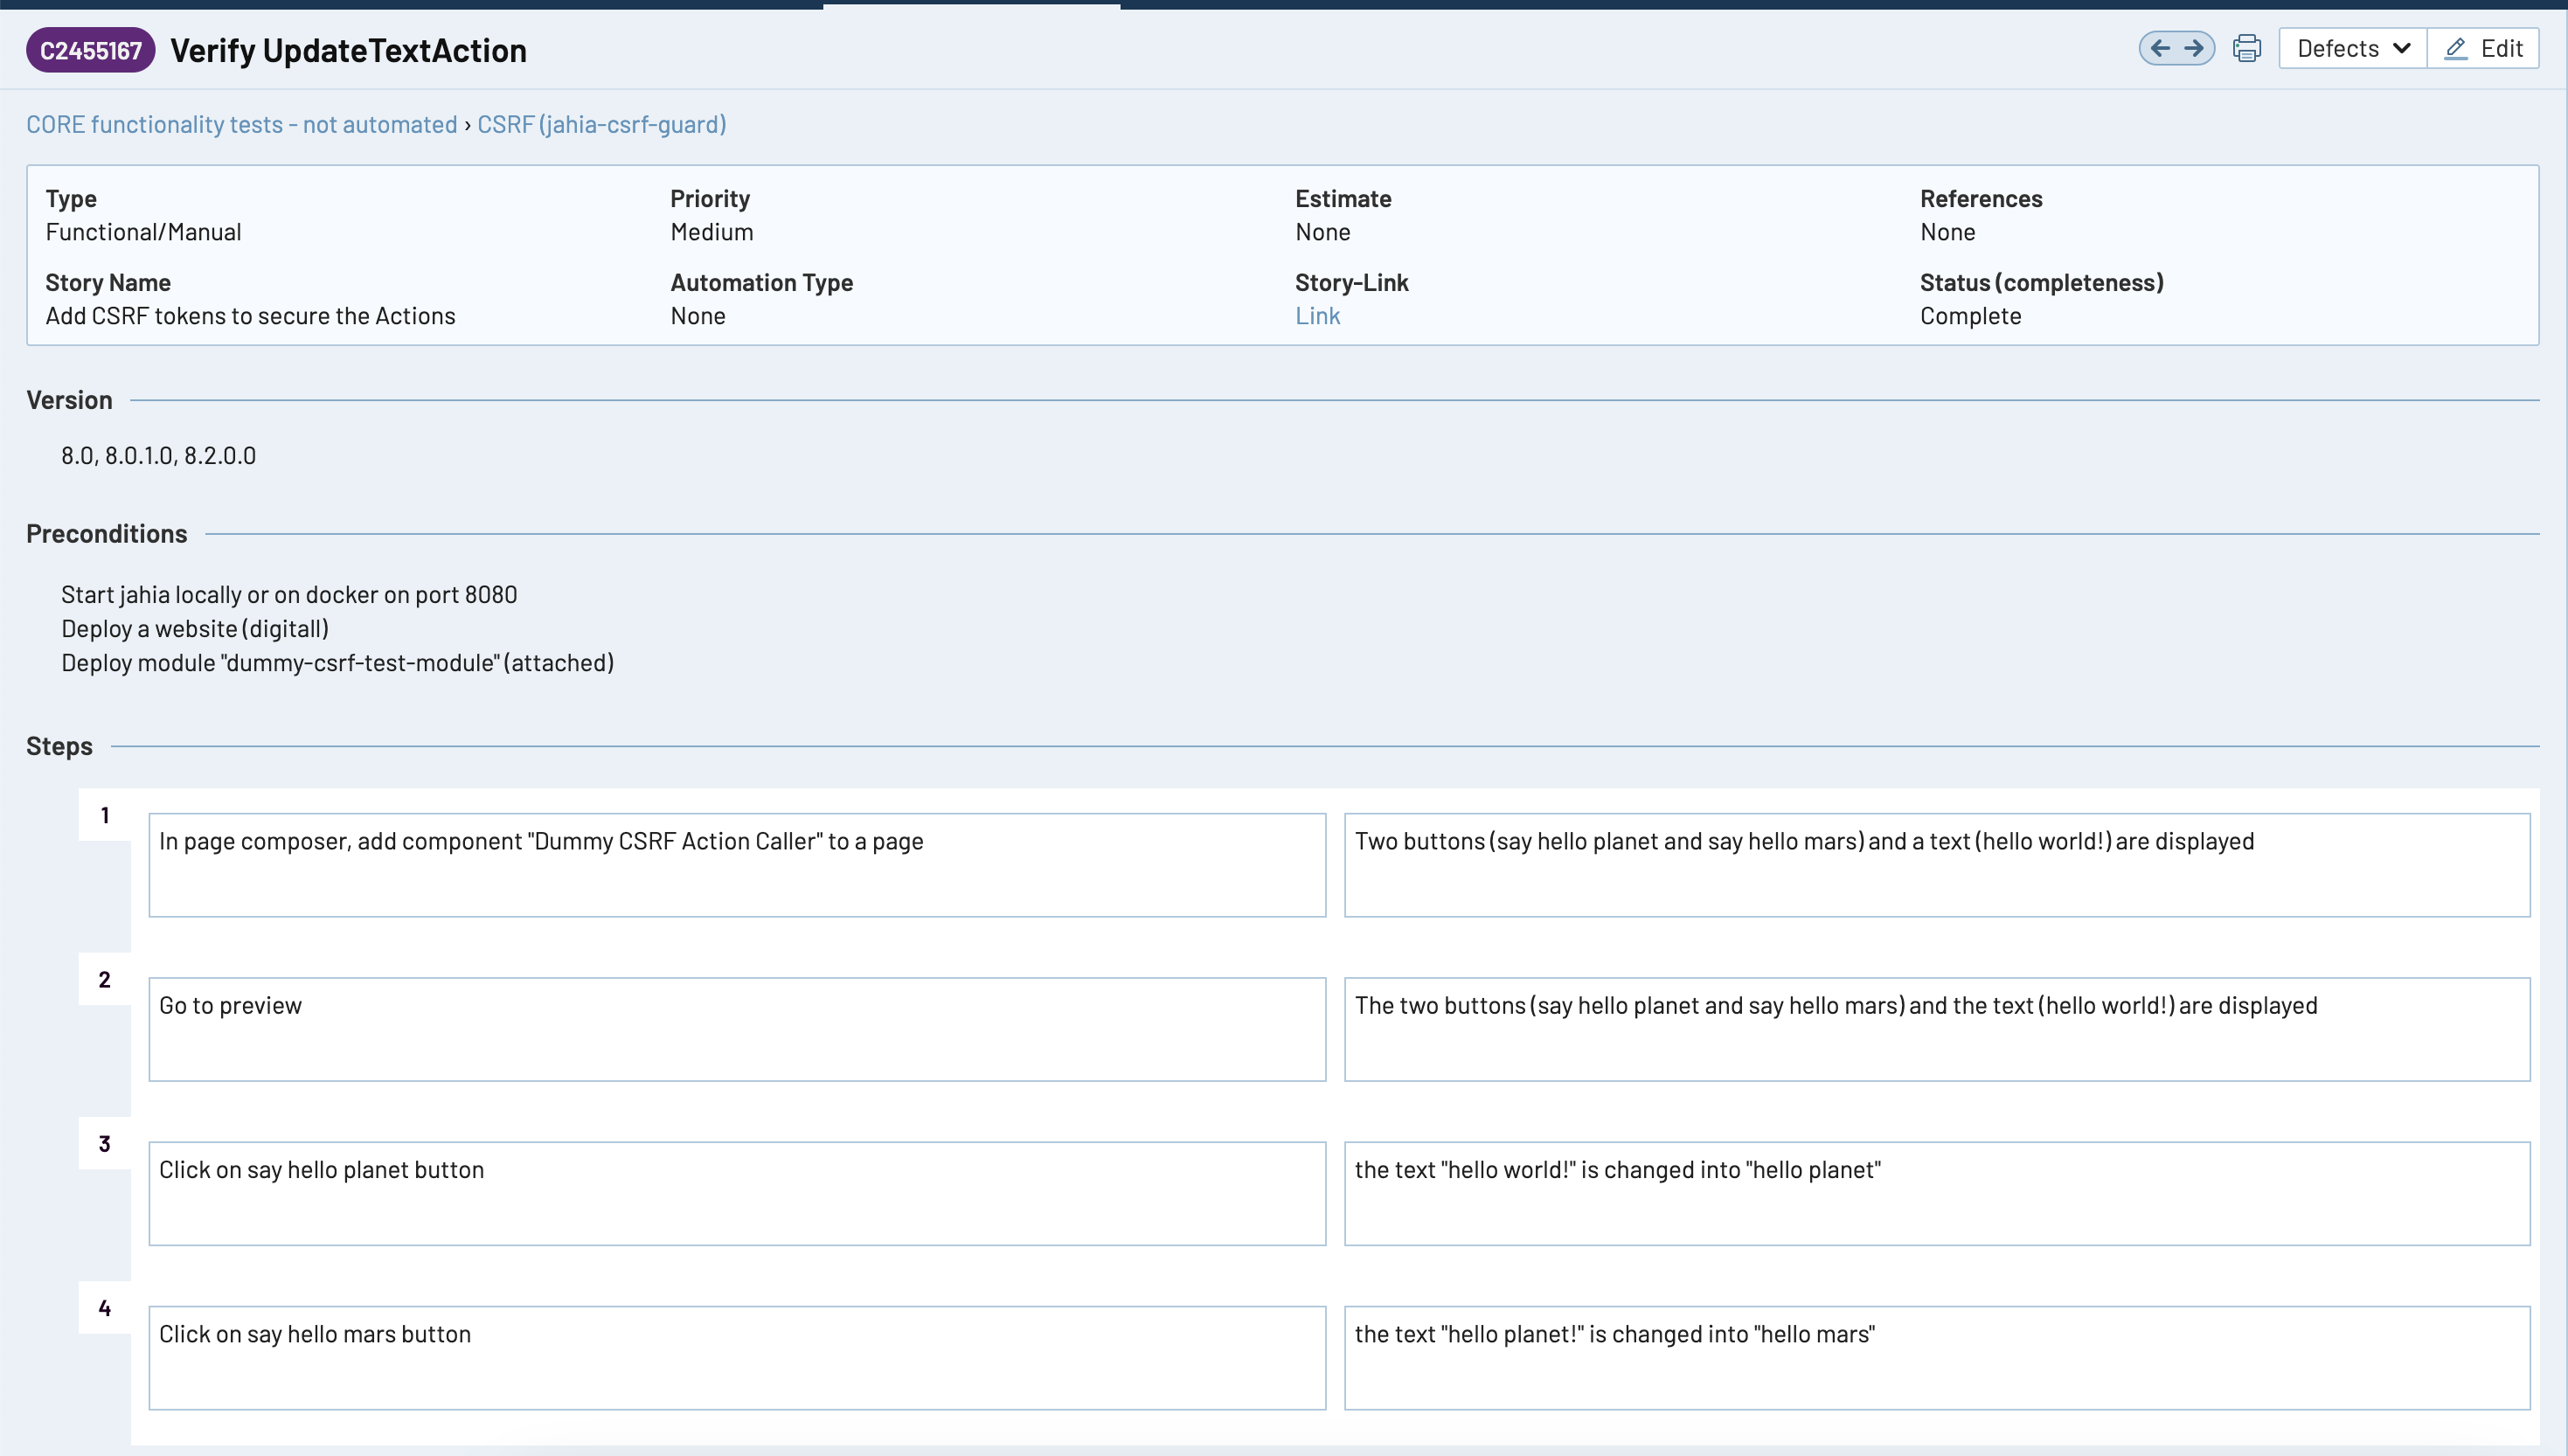 C2455167 Verify UpdateTextAction
Defects Edit
CORE functionality tests - not automated › CSRF (jahia-csrf-guard)
Type Priority Estimate References
Functional/Manual Medium None None
Story Name Automation Type Story-Link Status (completeness)
Add CSRF tokens to secure the Actions None Link Complete
Version
8.0, 8.0.1.0, 8.2.0.0
Preconditions
Start jahia locally or on docker on port 8080
Deploy a website (digitall)
Deploy module "dummy-csrf-test-module" (attached)
Steps
1
In page composer, add component "Dummy CSRF Action Caller" to a page
Two buttons (say hello planet and say hello mars) and a text (hello world!) are displayed
2
Go to preview
The two buttons (say hello planet and say hello mars) and the text (hello world!) are displayed
3
Click on say hello planet button
the text "hello world!" is changed into "hello planet"
4
Click on say hello mars button
the text "hello planet!" is changed into "hello mars"